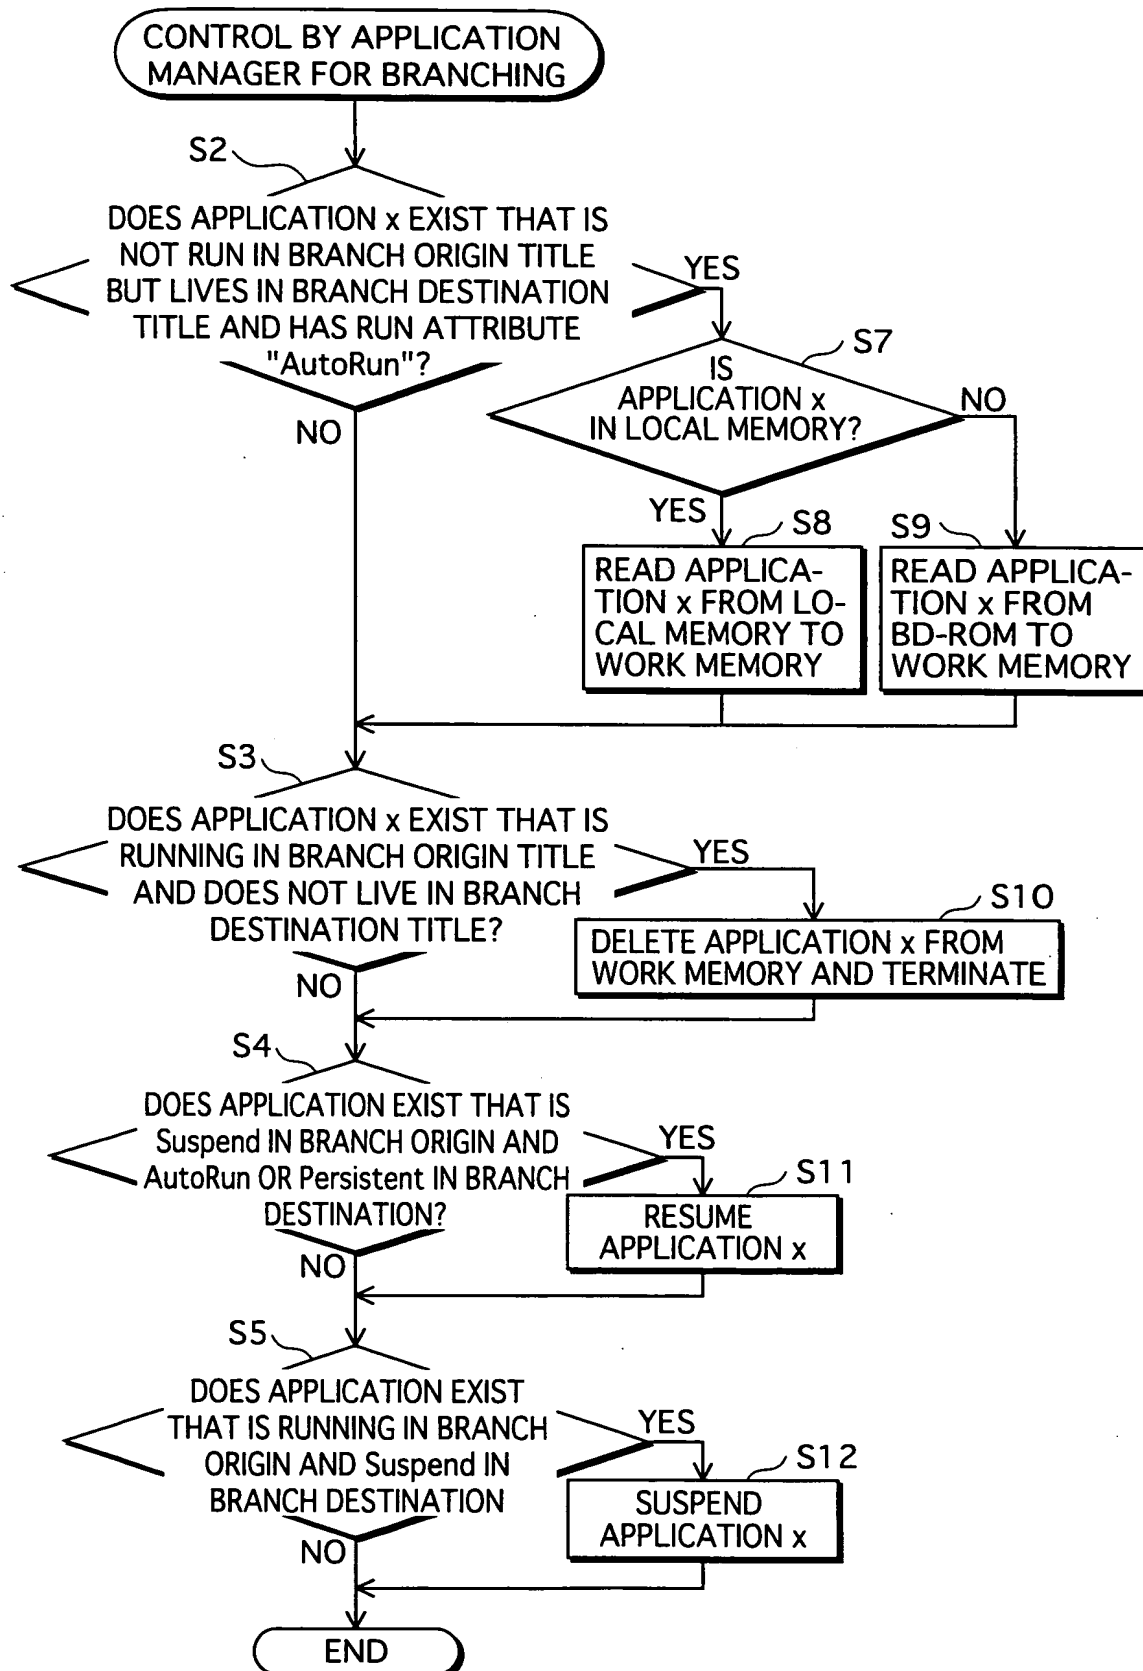 CONTROL BY APPLICATION
MANAGER FOR BRANCHING
S2
DOES APPLICATION x EXIST THAT IS
NOT RUN IN BRANCH ORIGIN TITLE
BUT LIVES IN BRANCH DESTINATION
TITLE AND HAS RUN ATTRIBUTE
"AutoRun"?
YES
NO
S7
IS
APPLICATION x
IN LOCAL MEMORY?
NO
YES
S8
READ APPLICA-
TION x FROM LO-
CAL MEMORY TO
WORK MEMORY
S9
READ APPLICA-
TION x FROM
BD-ROM TO
WORK MEMORY
S3
DOES APPLICATION x EXIST THAT IS
RUNNING IN BRANCH ORIGIN TITLE
AND DOES NOT LIVE IN BRANCH
DESTINATION TITLE?
YES
NO
S10
DELETE APPLICATION x FROM
WORK MEMORY AND TERMINATE
S4
DOES APPLICATION EXIST THAT IS
Suspend IN BRANCH ORIGIN AND
AutoRun OR Persistent IN BRANCH
DESTINATION?
YES
NO
S11
RESUME
APPLICATION x
S5
DOES APPLICATION EXIST
THAT IS RUNNING IN BRANCH
ORIGIN AND Suspend IN
BRANCH DESTINATION
YES
NO
S12
SUSPEND
APPLICATION x
END